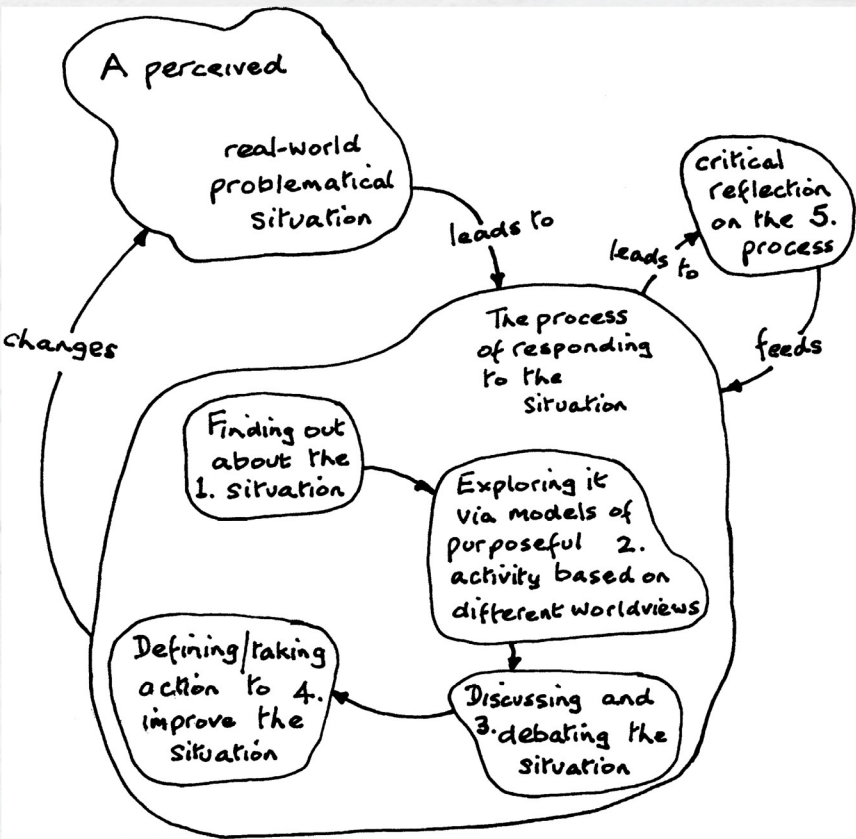 A perceived
real-world
problematical
situation
leads to
critical
reflection
on the 5.
process
leads to
feeds
changes
The process
of responding
to the
situation
Finding out
about the
1. situation
Exploring it
via models of
purposeful 2.
activity based on
different worldviews
Discussing and
3. debating the
situation
Defining/taking
action to 4.
improve the
situation